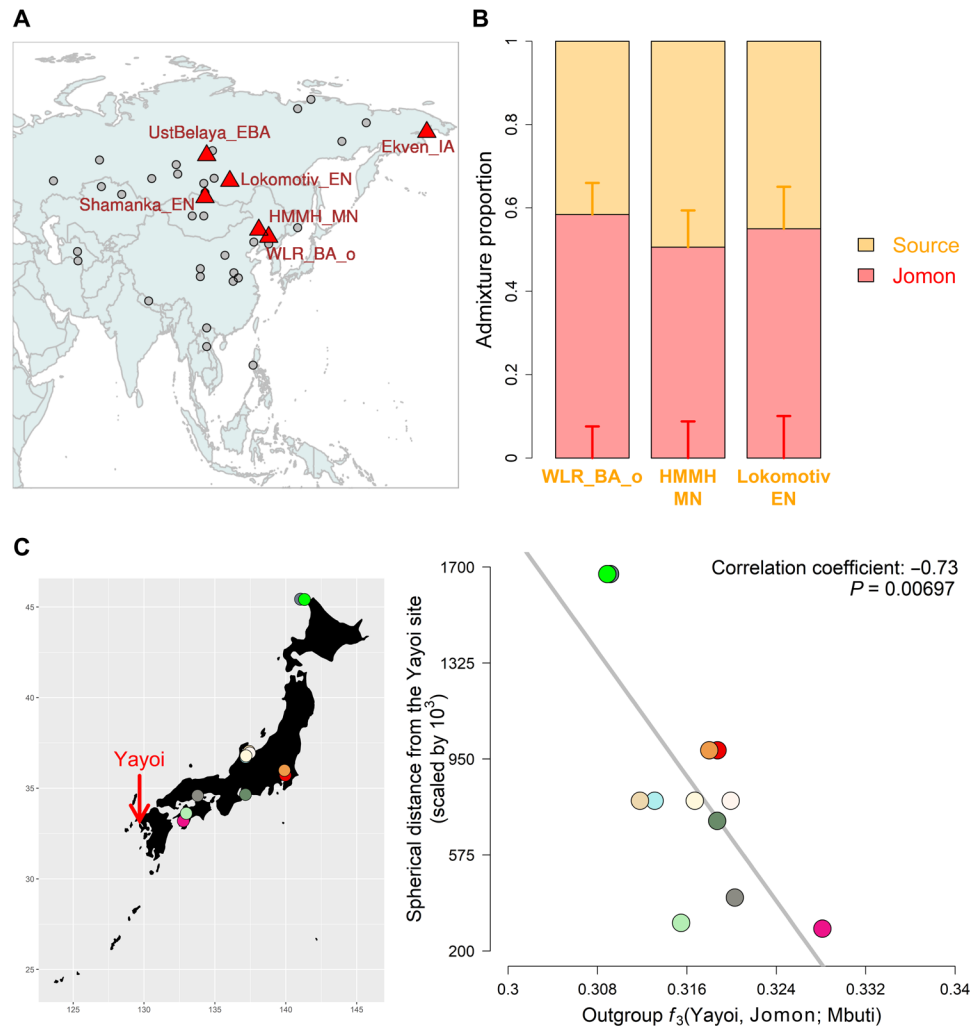 A
UstBelaya_EBA
Ekven_IA
Lokomotiv_EN
Shamanka_EN
HMMH_MN
WLR_BA_o
B
Admixture proportion
1
0.8
0.6
0.4
0.2
0
WLR_BA_o
HMMH
MN
Lokomotiv
EN
Source
Jomon
C
45
40
35
30
25
125
130
135
140
145
Yayoi
Spherical distance from the Yayoi site
(scaled by 10³)
1700
1325
950
575
200
Correlation coefficient: −0.73
P = 0.00697
0.3
0.308
0.316
0.324
0.332
0.34
Outgroup f₃(Yayoi, Jomon; Mbuti)